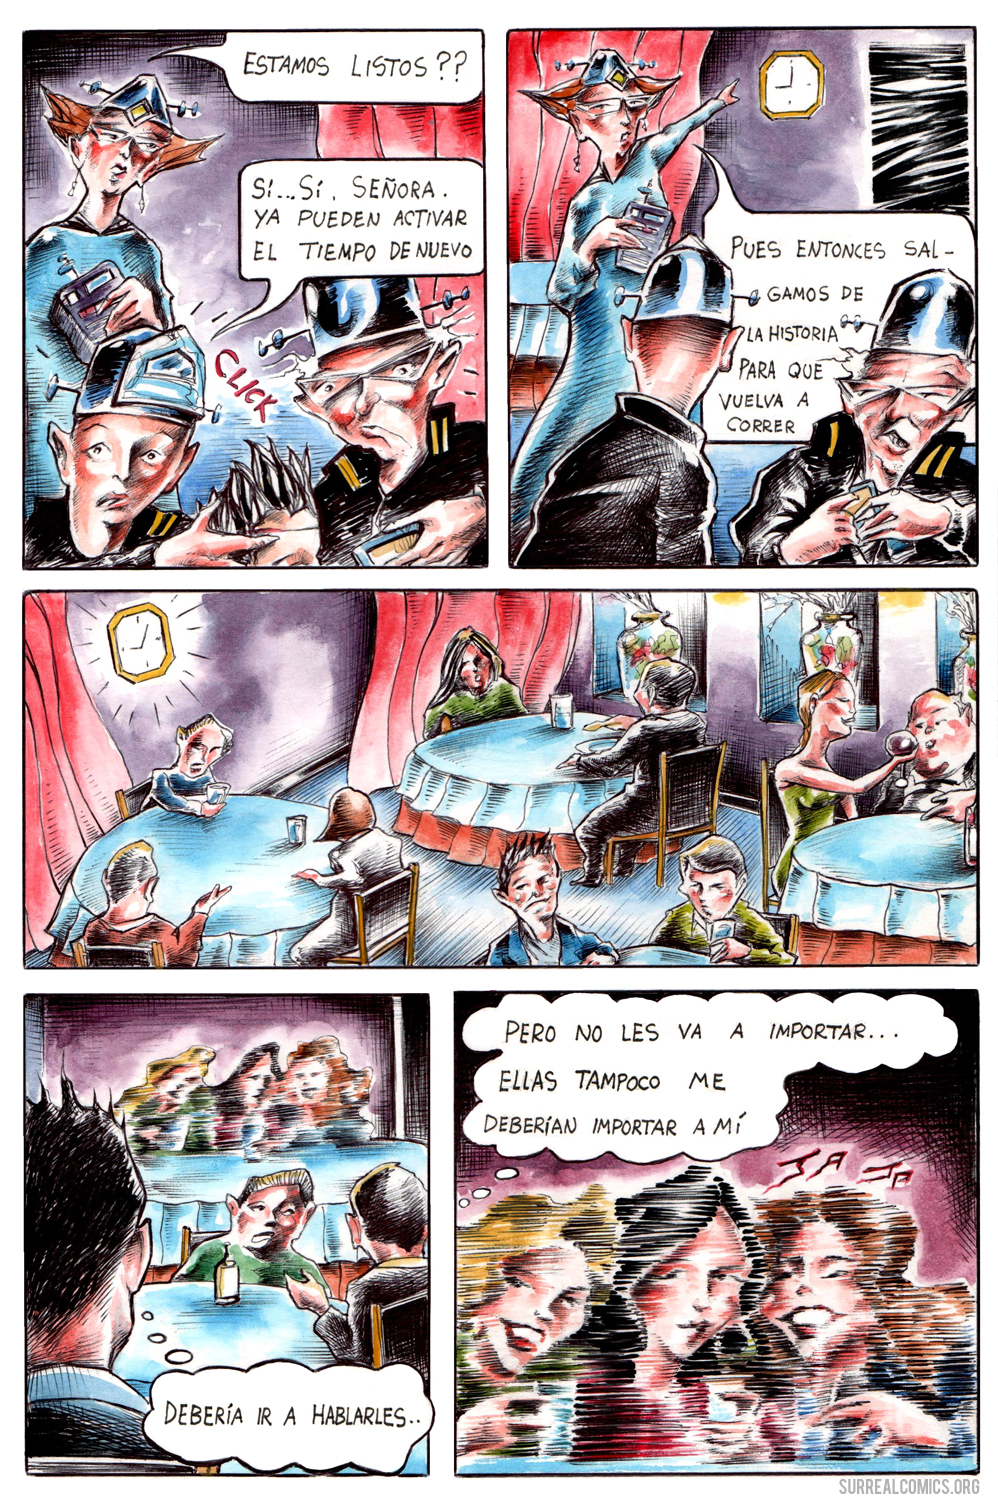 ESTAMOS LISTOS??
SÍ...SÍ, SEÑORA.
YA PUEDEN ACTIVAR
EL TIEMPO DE NUEVO
CLICK
PUES ENTONCES SAL-
GAMOS DE
LA HISTORIA
PARA QUE
VUELVA A
CORRER
DEBERÍA IR A HABLARLES..
PERO NO LES VA A IMPORTAR...
ELLAS TAMPOCO ME
DEBERÍAN IMPORTAR A MÍ
JA JA
SURREALCOMICS.ORG